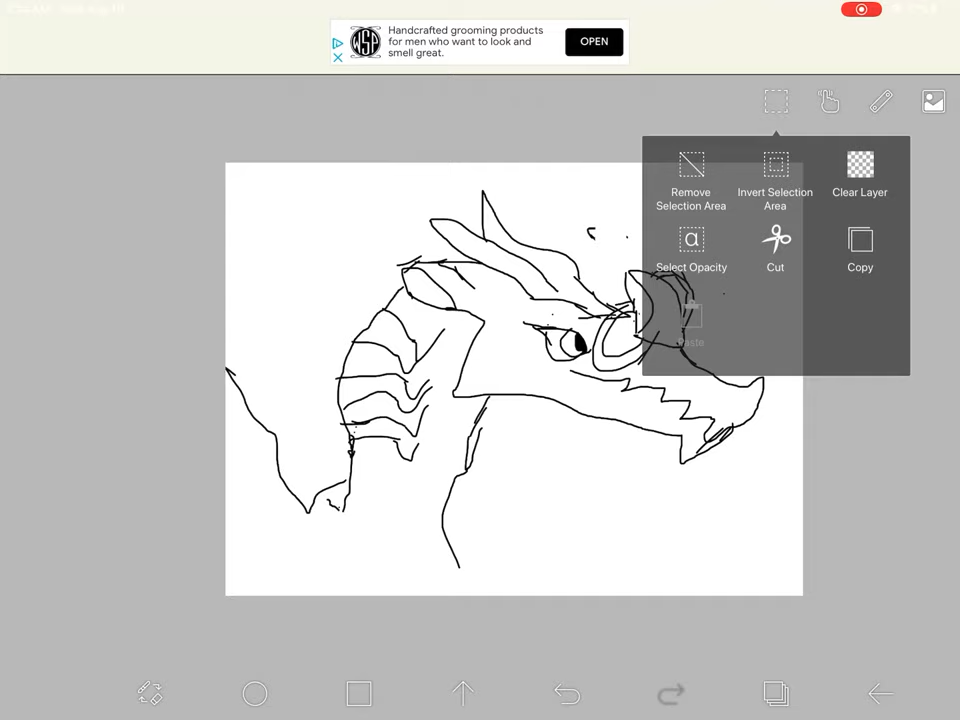 WSP
Handcrafted grooming products
for men who want to look and
smell great.
OPEN
Remove
Selection Area
Invert Selection
Area
Clear Layer
α
Select Opacity
Cut
Copy
Paste